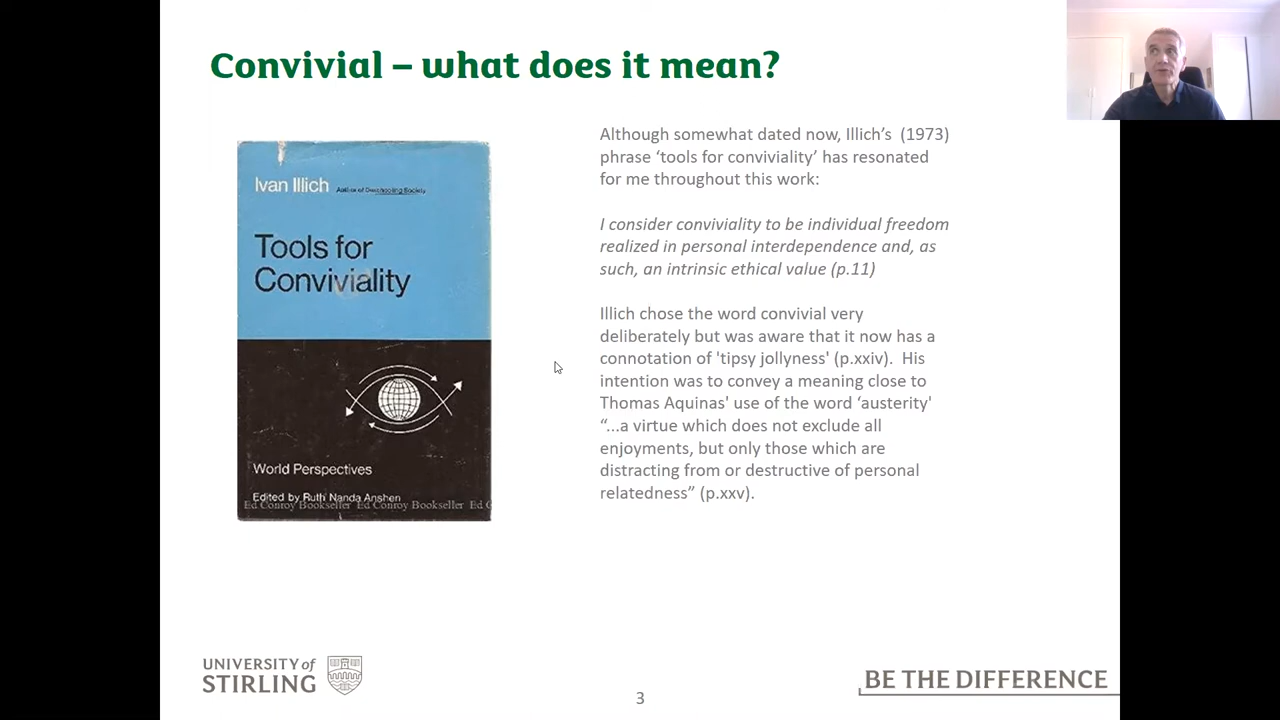 Convivial – what does it mean?
Ivan Illich Author of Deschooling Society
Tools for
Conviviality
World Perspectives
Edited by Ruth Nanda Anshen
Ed Conroy Bookseller Ed Conroy Bookseller Ed C
Although somewhat dated now, Illich’s (1973)
phrase ‘tools for conviviality’ has resonated
for me throughout this work:
I consider conviviality to be individual freedom
realized in personal interdependence and, as
such, an intrinsic ethical value (p.11)
Illich chose the word convivial very
deliberately but was aware that it now has a
connotation of 'tipsy jollyness' (p.xxiv). His
intention was to convey a meaning close to
Thomas Aquinas' use of the word ‘austerity'
“...a virtue which does not exclude all
enjoyments, but only those which are
distracting from or destructive of personal
relatedness” (p.xxv).
UNIVERSITY of
STIRLING
3
BE THE DIFFERENCE